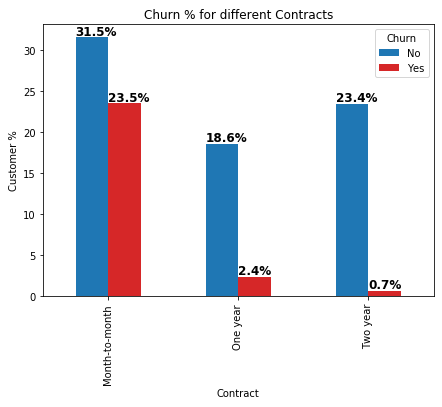 Churn % for different Contracts
Churn
No
Yes
31.5%
23.5%
18.6%
2.4%
23.4%
0.7%
Customer %
30
25
20
15
10
5
0
Month-to-month
One year
Two year
Contract